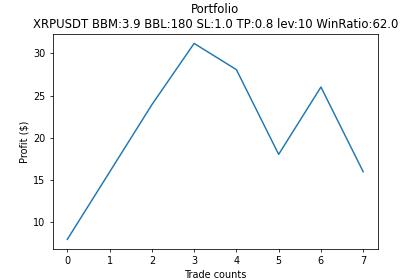 Portfolio
XRPUSDT BBM:3.9 BBL:180 SL:1.0 TP:0.8 lev:10 WinRatio:62.0
30
25
20
15
10
Profit ($)
0 1 2 3 4 5 6 7
Trade counts